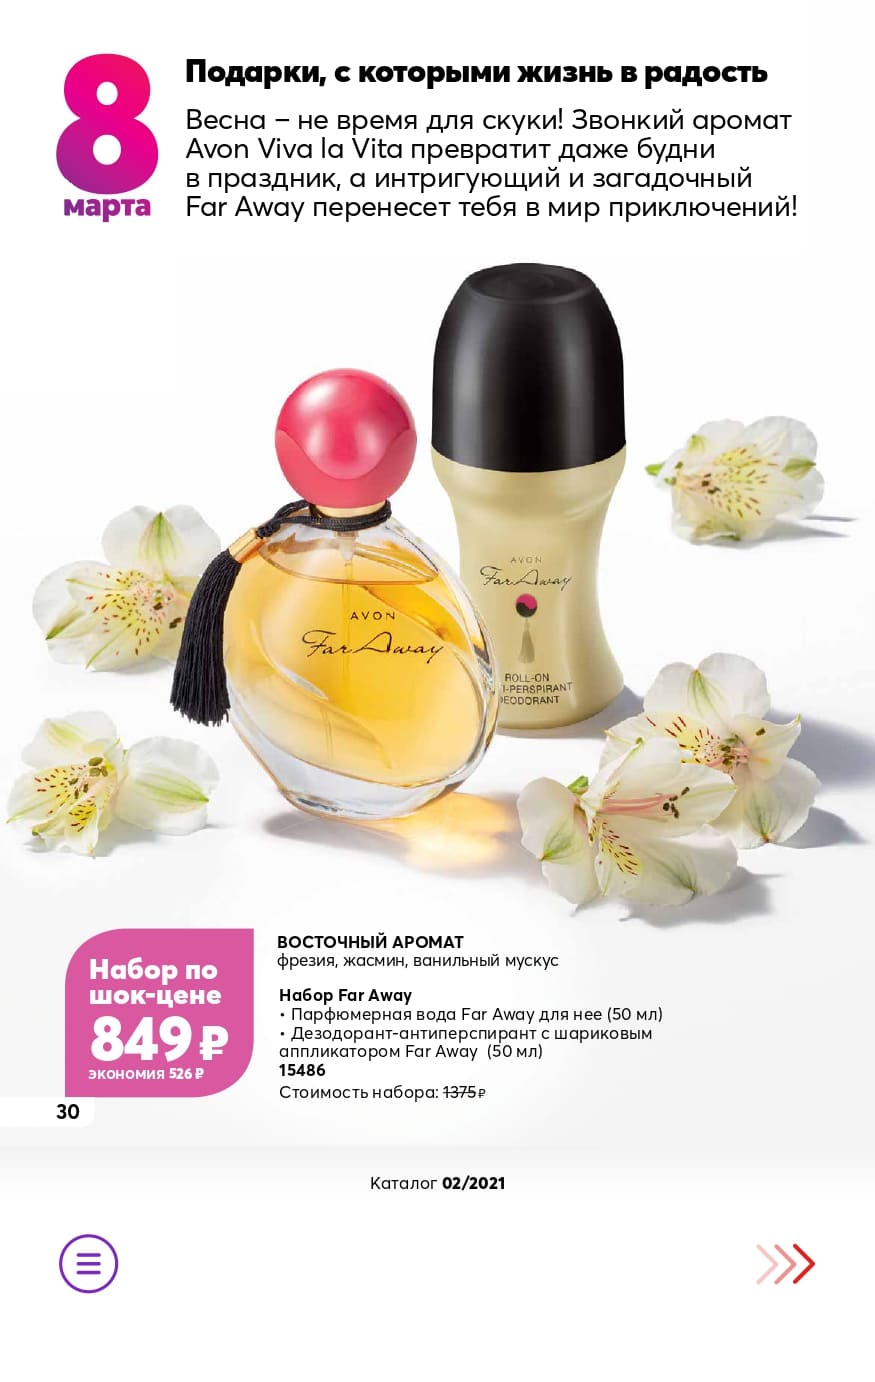 8
марта
Подарки, с которыми жизнь в радость
Весна – не время для скуки! Звонкий аромат
Avon Viva la Vita превратит даже будни
в праздник, а интригующий и загадочный
Far Away перенесет тебя в мир приключений!
AVON
Far Away
AVON
Far Away
ROLL-ON
TI-PERSPIRANT
DEODORANT
Набор по
шок-цене
849 ₽
экономия 526 ₽
ВОСТОЧНЫЙ АРОМАТ
фрезия, жасмин, ванильный мускус
Набор Far Away
• Парфюмерная вода Far Away для нее (50 мл)
• Дезодорант-антиперспирант с шариковым
аппликатором Far Away (50 мл)
15486
Стоимость набора: 1375 ₽
30
Каталог 02/2021